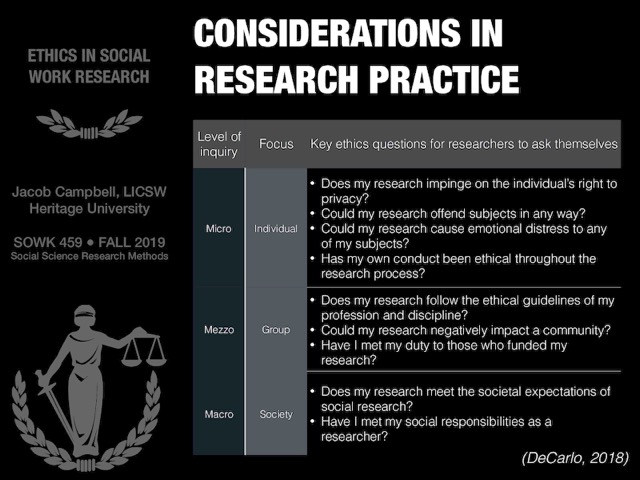 ETHICS IN SOCIAL
WORK RESEARCH
Jacob Campbell, LICSW
Heritage University
SOWK 459 • FALL 2019
Social Science Research Methods
CONSIDERATIONS IN
RESEARCH PRACTICE
Level of
inquiry
Focus
Key ethics questions for researchers to ask themselves
Micro
Individual
• Does my research impinge on the individual's right to
privacy?
• Could my research offend subjects in any way?
• Could my research cause emotional distress to any
of my subjects?
• Has my own conduct been ethical throughout the
research process?
Mezzo
Group
• Does my research follow the ethical guidelines of my
profession and discipline?
• Could my research negatively impact a community?
• Have I met my duty to those who funded my
research?
Macro
Society
• Does my research meet the societal expectations of
social research?
• Have I met my social responsibilities as a
researcher?
(DeCarlo, 2018)